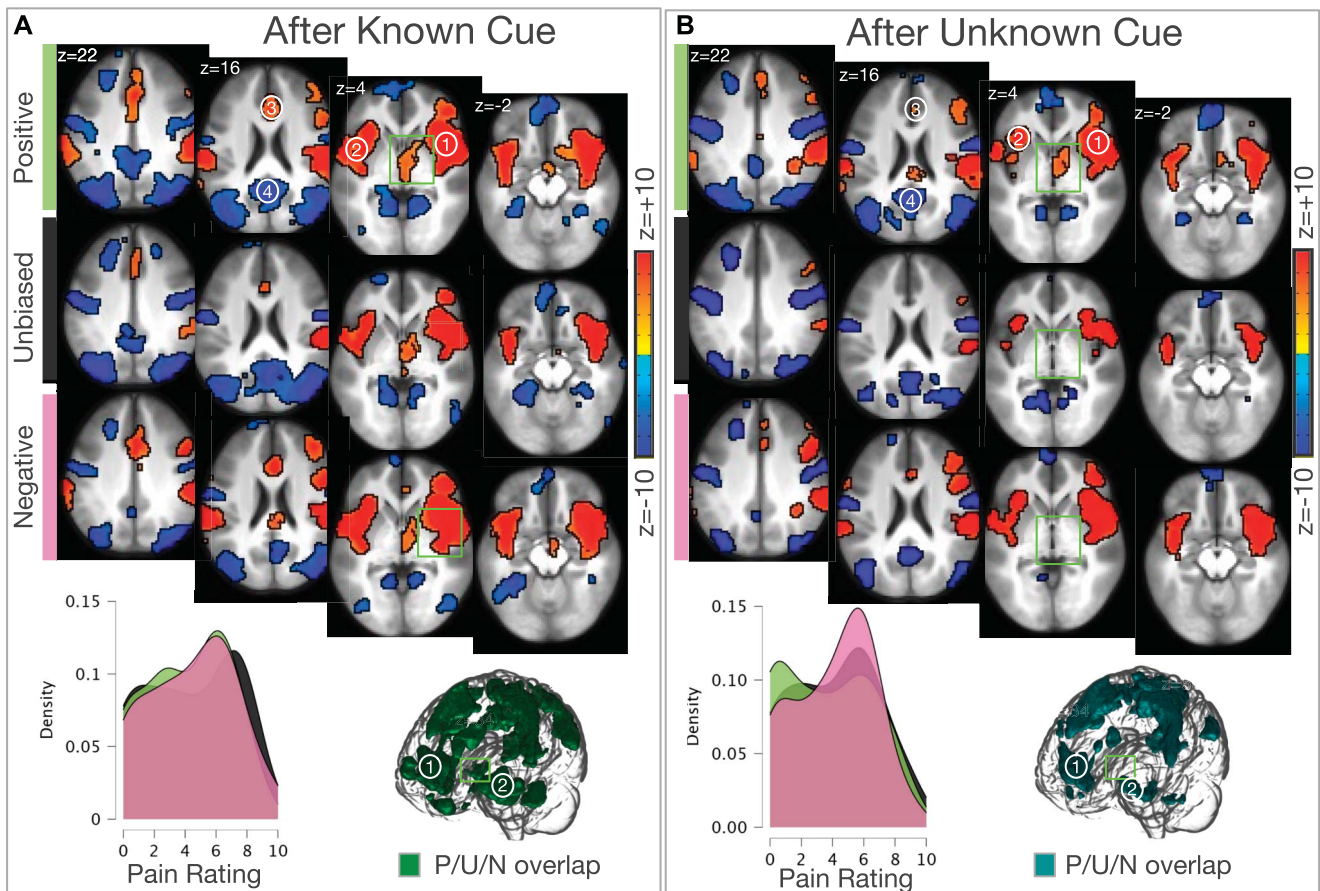 A
After Known Cue
Positive
Unbiased
Negative
z=22
z=16
z=4
z=-2
3
2
1
4
z=+10
z=-10
0.15
0.1
0.05
0
Density
0 2 4 6 8 10
Pain Rating
1
2
P/U/N overlap
B
After Unknown Cue
z=22
z=16
z=4
z=-2
3
2
1
4
z=+10
z=-10
0.15
0.10
0.05
0.00
Density
0 2 4 6 8 10
Pain Rating
1
2
P/U/N overlap